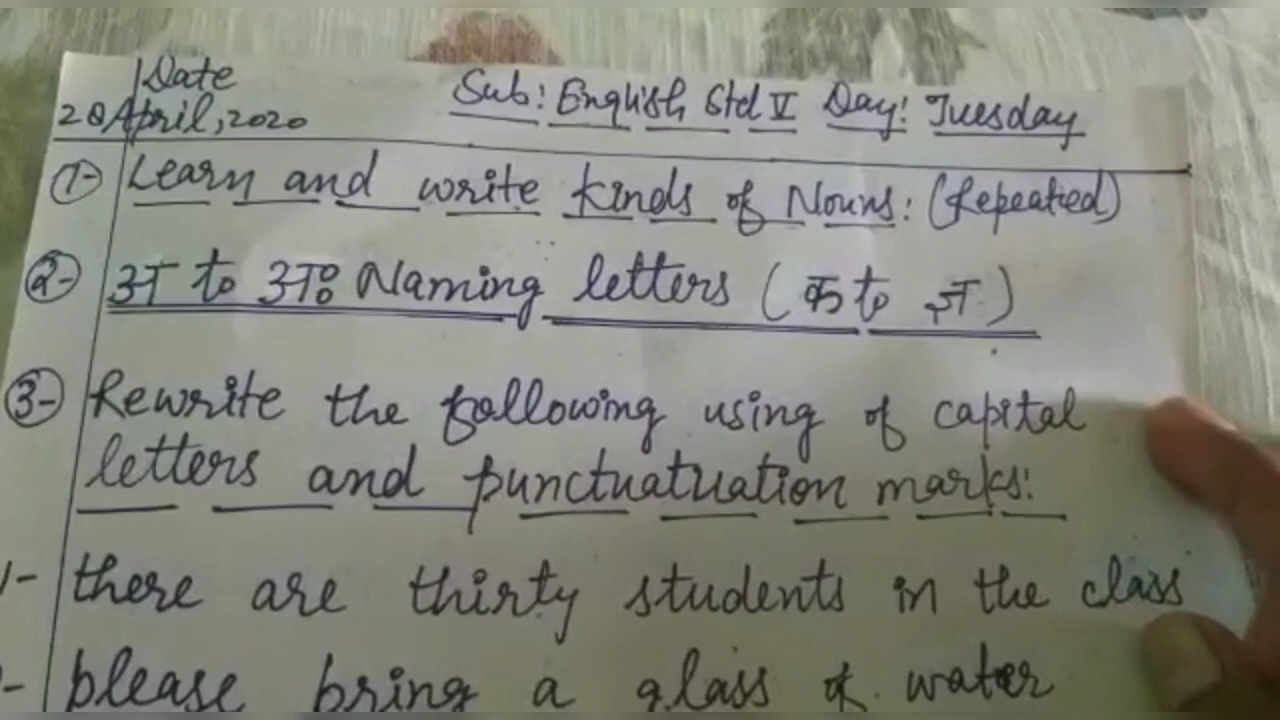 Date
28 April, 2020 Sub: English Std V Day: Tuesday
1- Learn and write kinds of Nouns: (Repeated)
2- अ to अः Naming letters (क to ज्ञ)
3- Rewrite the following using of capital
letters and punctuatuation marks:
1- there are thirty students in the class
- please bring a glass of water